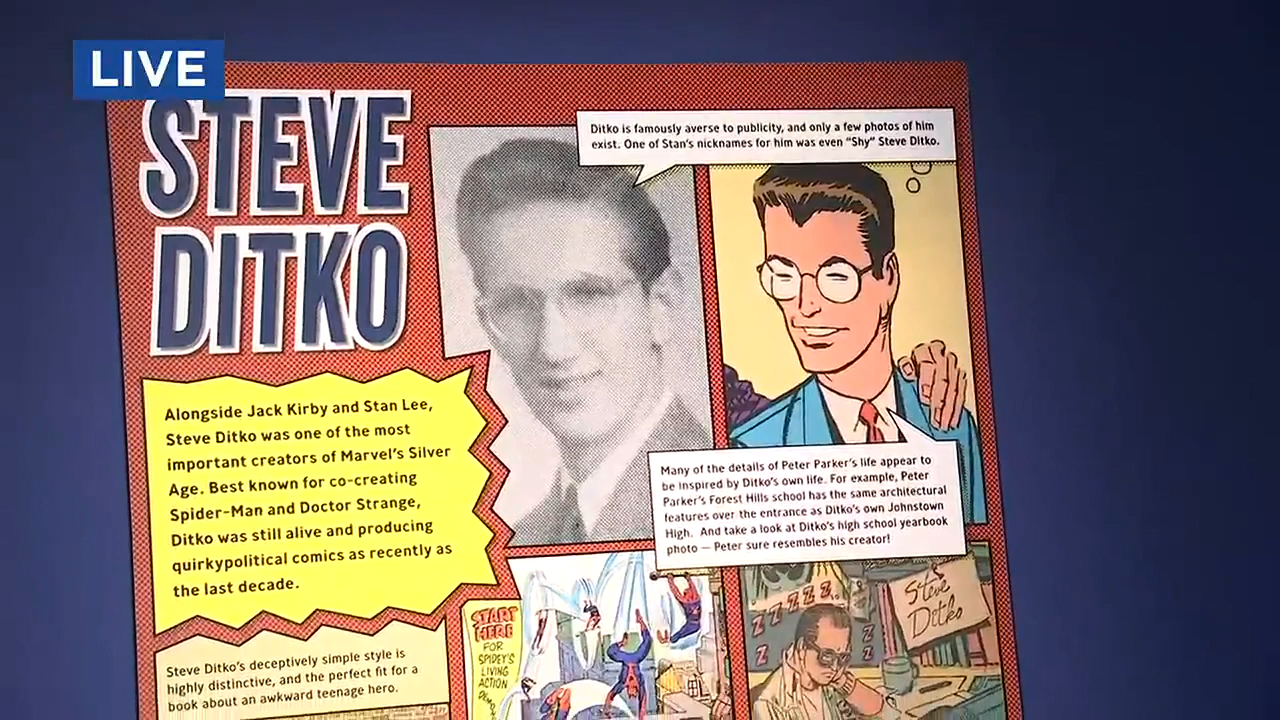 LIVE
STEVE
DITKO
Ditko is famously averse to publicity, and only a few photos of him
exist. One of Stan's nicknames for him was even “Shy” Steve Ditko.
Alongside Jack Kirby and Stan Lee,
Steve Ditko was one of the most
important creators of Marvel's Silver
Age. Best known for co-creating
Spider-Man and Doctor Strange,
Ditko was still alive and producing
quirkypolitical comics as recently as
the last decade.
Many of the details of Peter Parker's life appear to
be inspired by Ditko's own life. For example, Peter
Parker's Forest Hills school has the same architectural
features over the entrance as Ditko's own Johnstown
High. And take a look at Ditko's high school yearbook
photo — Peter sure resembles his creator!
Steve Ditko's deceptively simple style is
highly distinctive, and the perfect fit for a
book about an awkward teenage hero.
START
HERE
FOR
SPIDEY'S
LIVING
ACTION
Z Z Z Z Z
Z
Z
Z
Z
Steve
Ditko